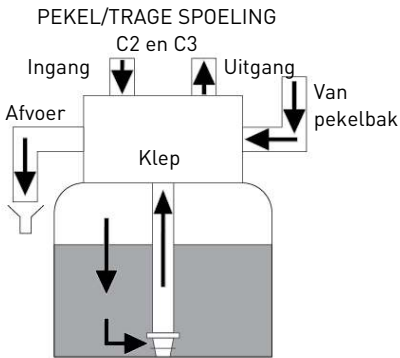 PEKEL/TRAGE SPOELING
C2 en C3
Ingang
Uitgang
Afvoer
Van
pekelbak
Klep